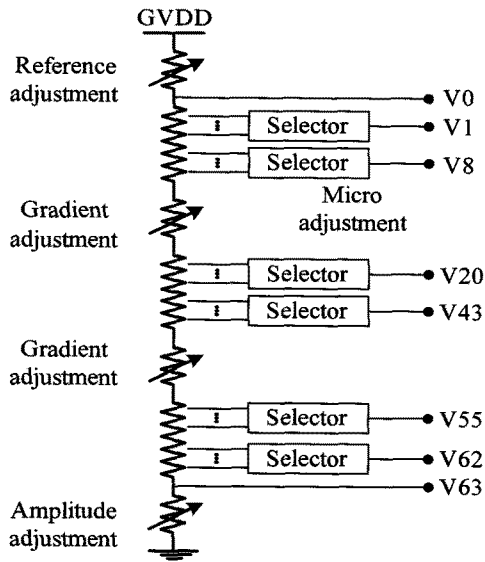 GVDD
Reference
adjustment
V0
Selector
V1
Selector
V8
Micro
adjustment
Gradient
adjustment
Selector
V20
Selector
V43
Gradient
adjustment
Selector
V55
Selector
V62
V63
Amplitude
adjustment